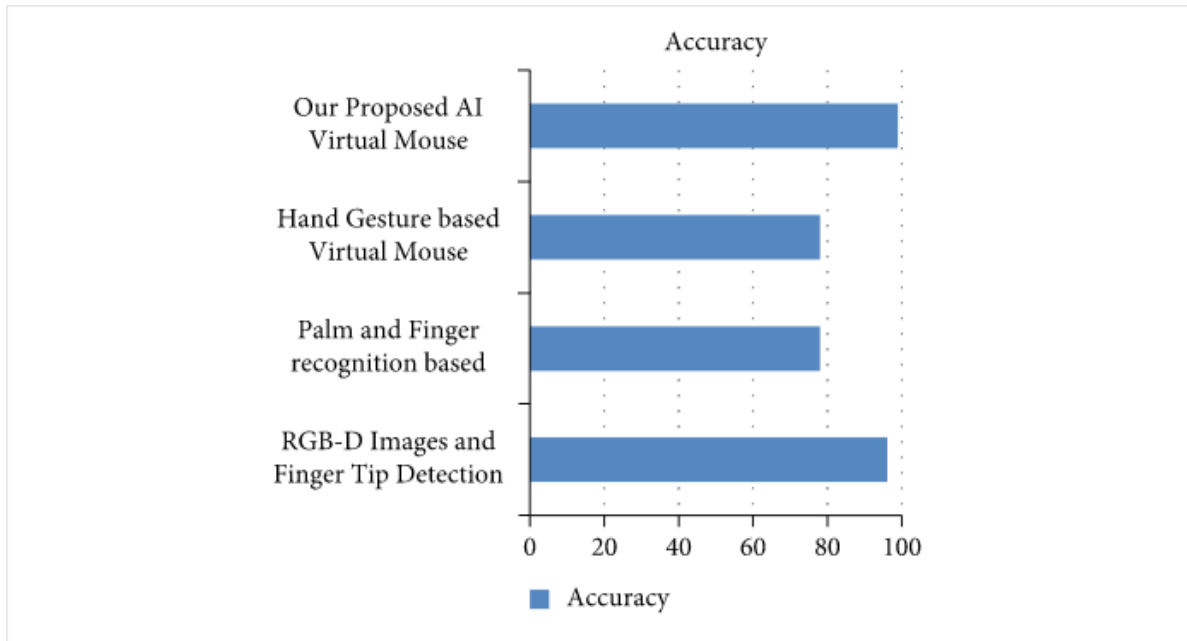 Accuracy
Our Proposed AI
Virtual Mouse
Hand Gesture based
Virtual Mouse
Palm and Finger
recognition based
RGB-D Images and
Finger Tip Detection
0 20 40 60 80 100
Accuracy